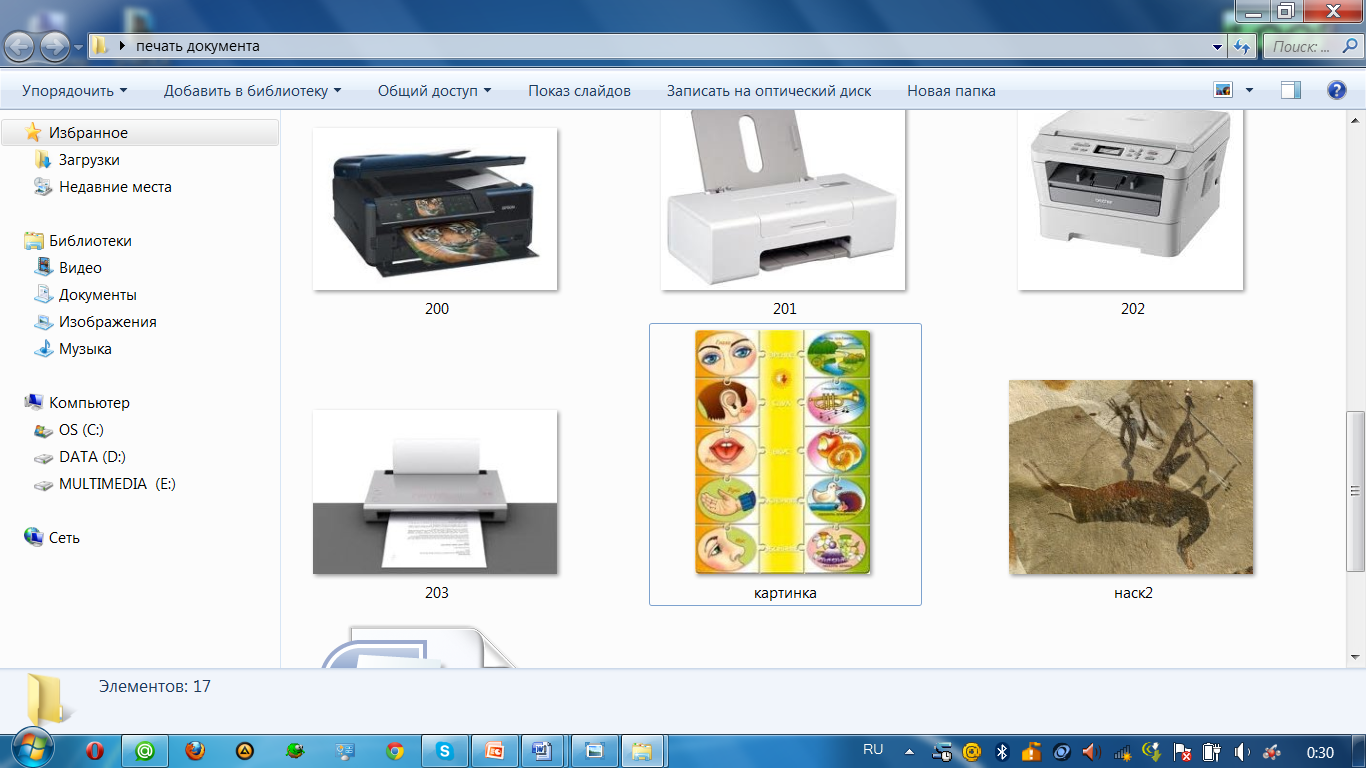 печать документа
Поиск: ...
Упорядочить
Добавить в библиотеку
Общий доступ
Показ слайдов
Записать на оптический диск
Новая папка
Избранное
Загрузки
Недавние места
Библиотеки
Видео
Документы
Изображения
Музыка
Компьютер
OS (C:)
DATA (D:)
MULTIMEDIA (E:)
Сеть
EPSON
brother
200
201
202
203
картинка
наск2
Элементов: 17
RU
0:30